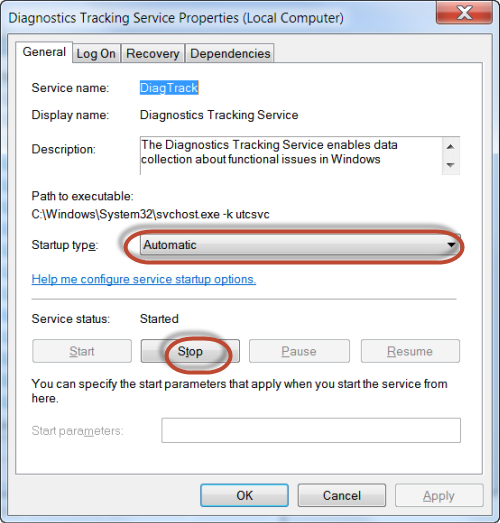 Diagnostics Tracking Service Properties (Local Computer)
General Log On Recovery Dependencies
Service name: DiagTrack
Display name: Diagnostics Tracking Service
Description: The Diagnostics Tracking Service enables data
collection about functional issues in Windows
Path to executable:
C:\Windows\System32\svchost.exe -k utcsvc
Startup type: Automatic
Help me configure service startup options.
Service status: Started
Start Stop Pause Resume
You can specify the start parameters that apply when you start the service from
here.
Start parameters:
OK Cancel Apply